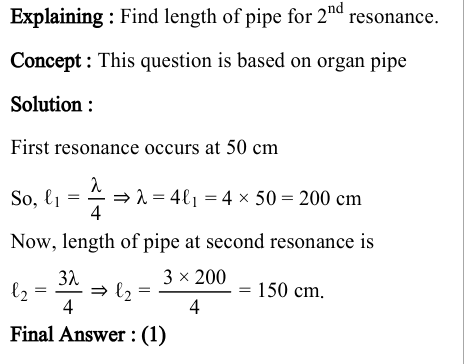 Explaining : Find length of pipe for 2nd resonance.
Concept : This question is based on organ pipe
Solution :
First resonance occurs at 50 cm
So, ℓ₁ = λ/4 ⇒ λ = 4ℓ₁ = 4 × 50 = 200 cm
Now, length of pipe at second resonance is
ℓ₂ = 3λ/4 ⇒ ℓ₂ = 3 × 200/4 = 150 cm.
Final Answer : (1)